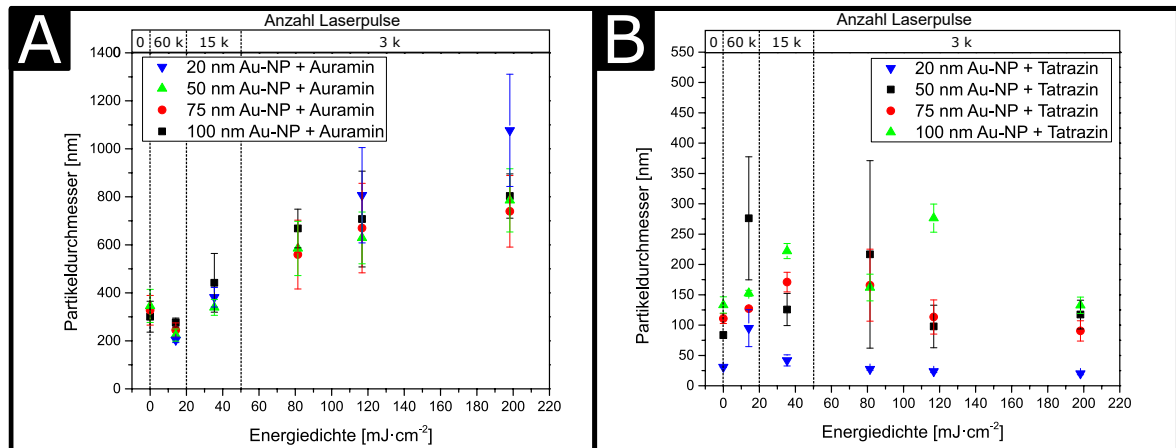 A
Anzahl Laserpulse
0 60 k 15 k 3 k
1400
1200
1000
800
600
400
200
0
Partikeldurchmesser [nm]
20 nm Au-NP + Auramin
50 nm Au-NP + Auramin
75 nm Au-NP + Auramin
100 nm Au-NP + Auramin
0 20 40 60 80 100 120 140 160 180 200 220
Energiedichte [mJ·cm⁻²]
B
Anzahl Laserpulse
0 60 k 15 k 3 k
550
500
450
400
350
300
250
200
150
100
50
0
Partikeldurchmesser [nm]
20 nm Au-NP + Tatrazin
50 nm Au-NP + Tatrazin
75 nm Au-NP + Tatrazin
100 nm Au-NP + Tatrazin
0 20 40 60 80 100 120 140 160 180 200 220
Energiedichte [mJ·cm⁻²]